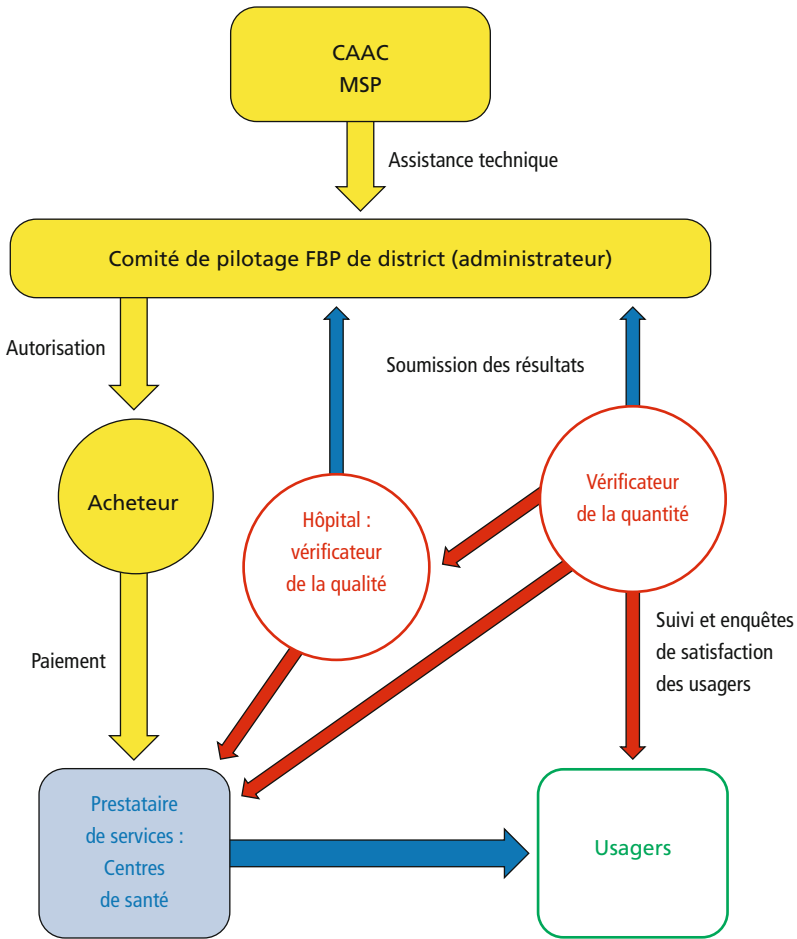 CAAC
MSP
Assistance technique
Comité de pilotage FBP de district (administrateur)
Autorisation
Soumission des résultats
Acheteur
Hôpital :
vérificateur
de la qualité
Vérificateur
de la quantité
Paiement
Suivi et enquêtes
de satisfaction
des usagers
Prestataire
de services :
Centres
de santé
Usagers